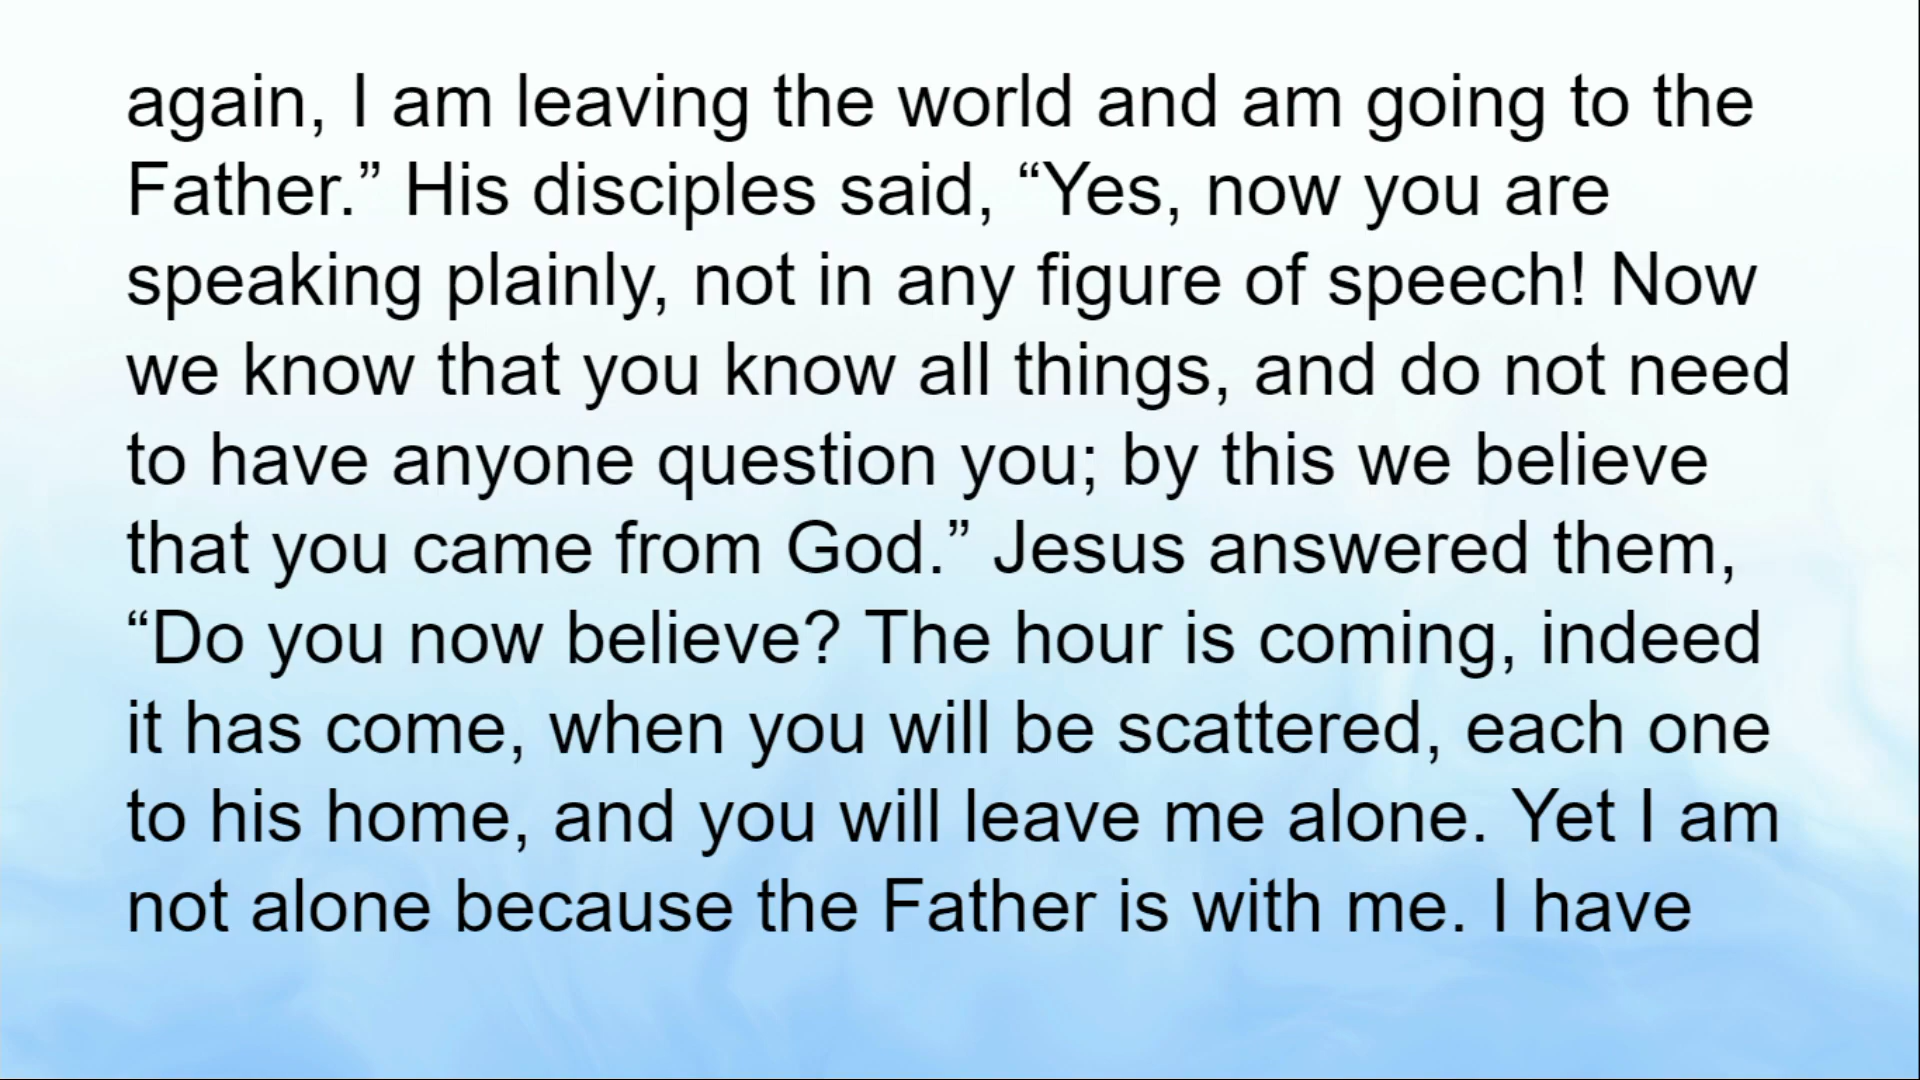 again, I am leaving the world and am going to the
Father.” His disciples said, “Yes, now you are
speaking plainly, not in any figure of speech! Now
we know that you know all things, and do not need
to have anyone question you; by this we believe
that you came from God.” Jesus answered them,
“Do you now believe? The hour is coming, indeed
it has come, when you will be scattered, each one
to his home, and you will leave me alone. Yet I am
not alone because the Father is with me. I have